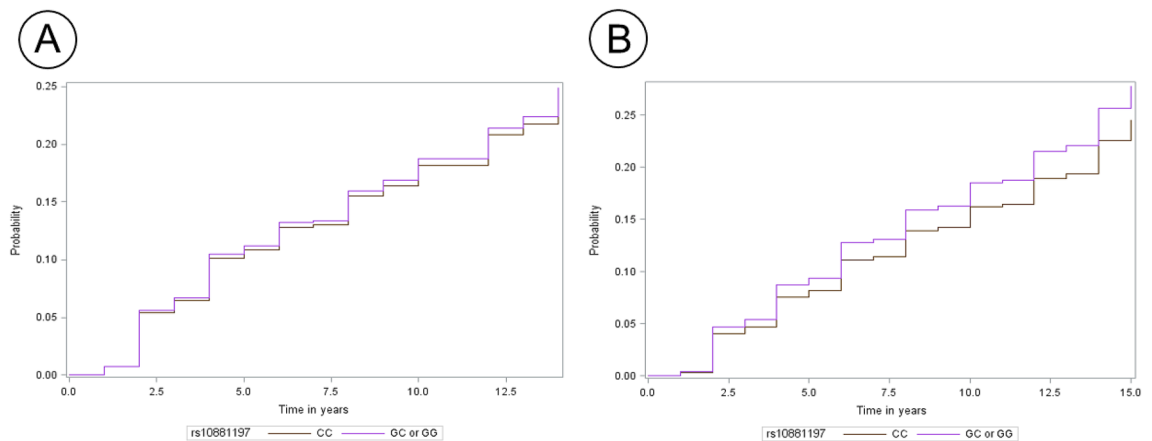 A
0.25
0.20
0.15
0.10
0.05
0.00
Probability
0.0 2.5 5.0 7.5 10.0 12.5
Time in years
rs10881197 CC GC or GG
B
0.25
0.20
0.15
0.10
0.05
0.00
Probability
0.0 2.5 5.0 7.5 10.0 12.5 15.0
Time in years
rs10881197 CC GC or GG